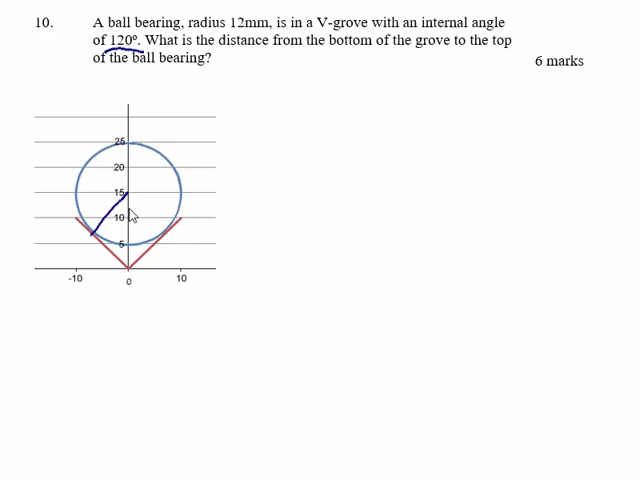 10. A ball bearing, radius 12mm, is in a V-grove with an internal angle
of 120º. What is the distance from the bottom of the grove to the top
of the ball bearing?
6 marks
25
20
15
10
5
-10 0 10